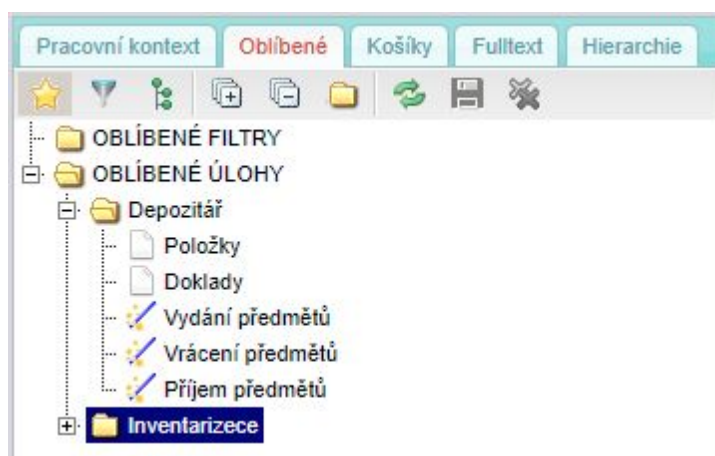 Pracovní kontext Oblíbené Košíky Fulltext Hierarchie
OBLÍBENÉ FILTRY
OBLÍBENÉ ÚLOHY
Depozitář
Položky
Doklady
Vydání předmětů
Vrácení předmětů
Příjem předmětů
Inventarizece